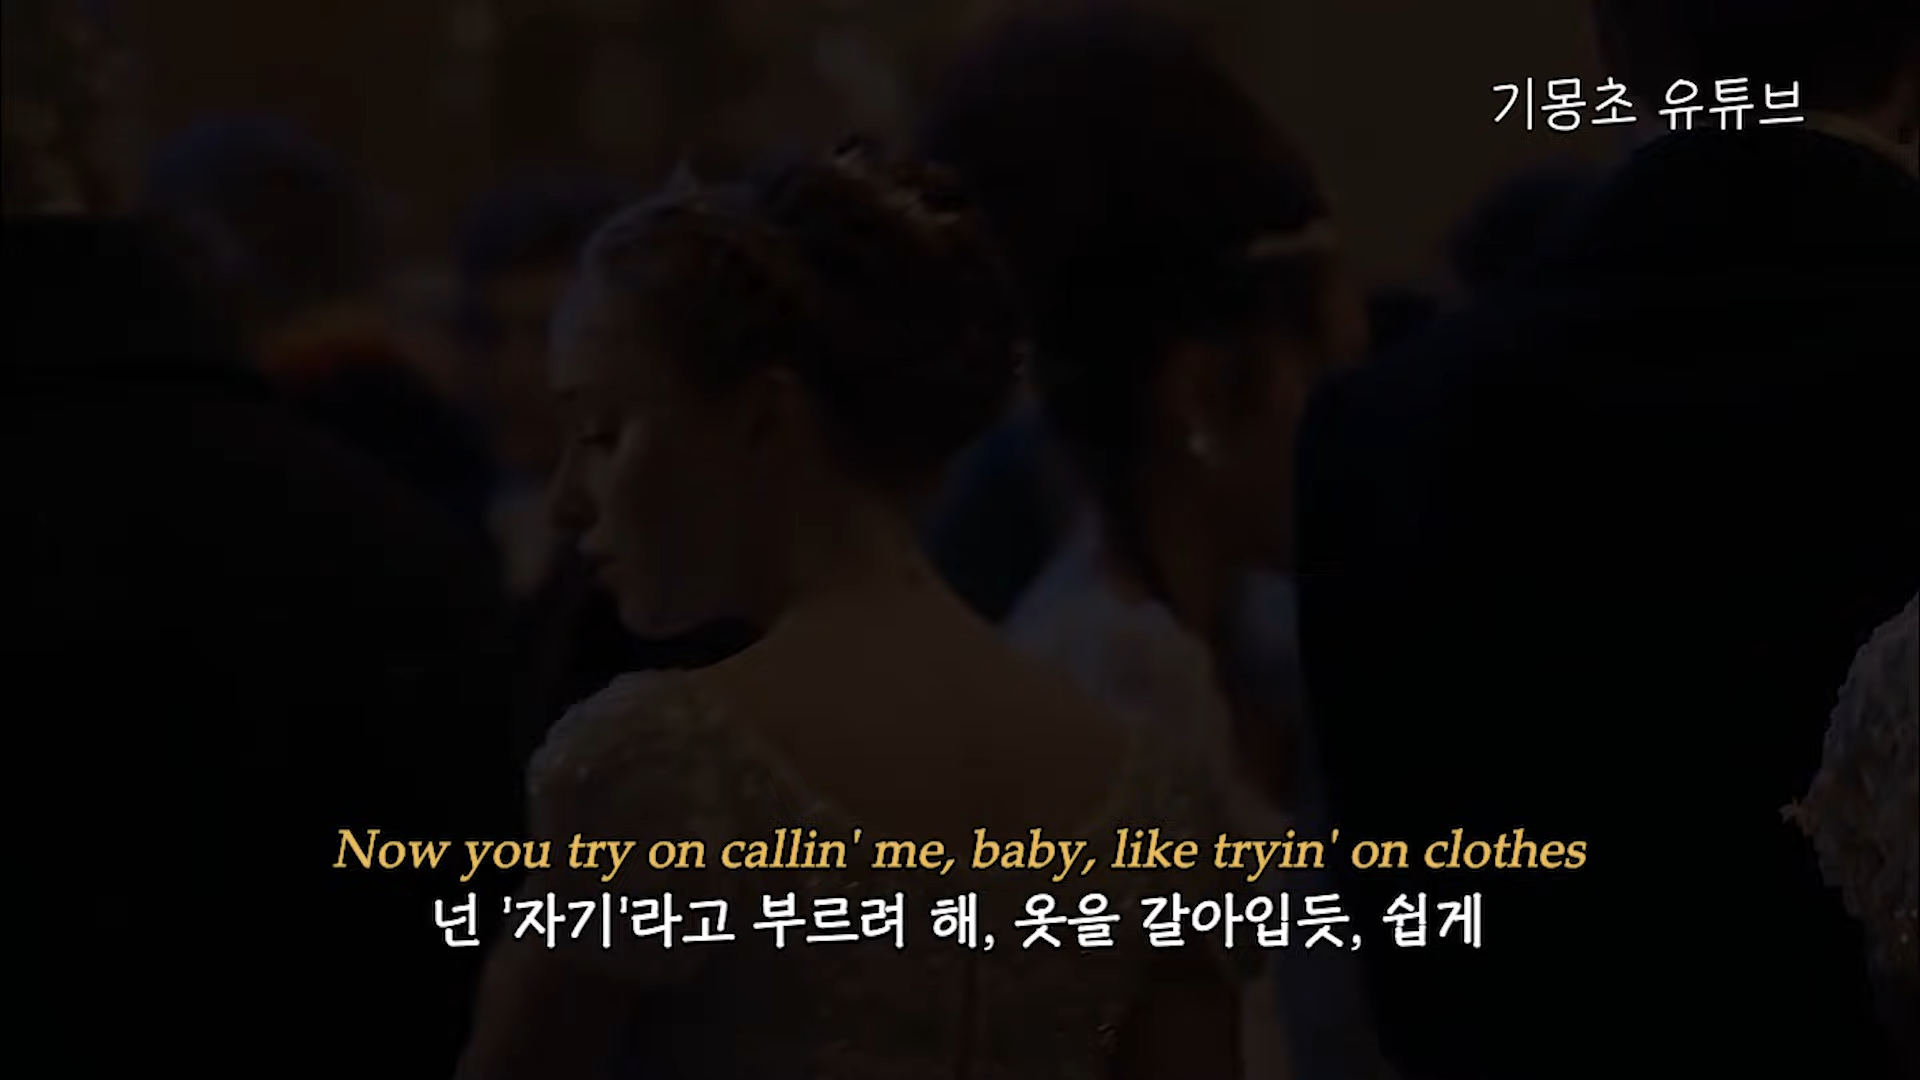 기몽초 유튜브
Now you try on callin' me, baby, like tryin' on clothes
넌 '자기'라고 부르려 해, 옷을 갈아입듯, 쉽게